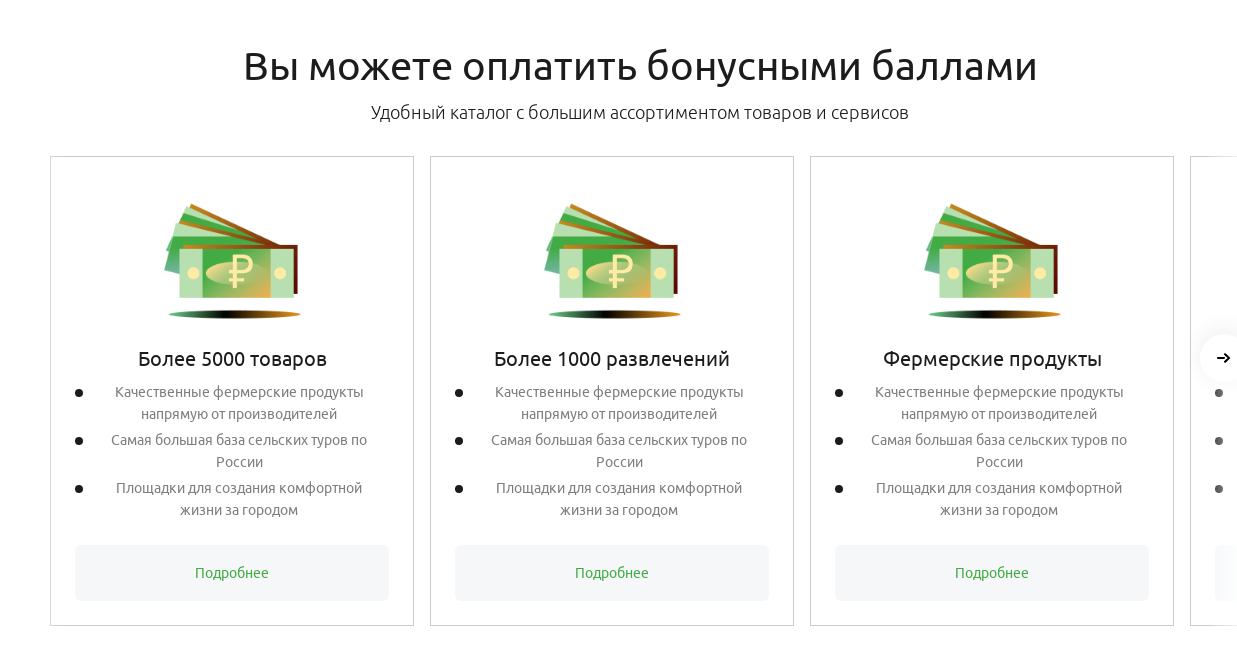 Вы можете оплатить бонусными баллами
Удобный каталог с большим ассортиментом товаров и сервисов
₽
Более 5000 товаров
Качественные фермерские продукты
напрямую от производителей
Самая большая база сельских туров по
России
Площадки для создания комфортной
жизни за городом
Подробнее
₽
Более 1000 развлечений
Качественные фермерские продукты
напрямую от производителей
Самая большая база сельских туров по
России
Площадки для создания комфортной
жизни за городом
Подробнее
₽
Фермерские продукты
Качественные фермерские продукты
напрямую от производителей
Самая большая база сельских туров по
России
Площадки для создания комфортной
жизни за городом
Подробнее